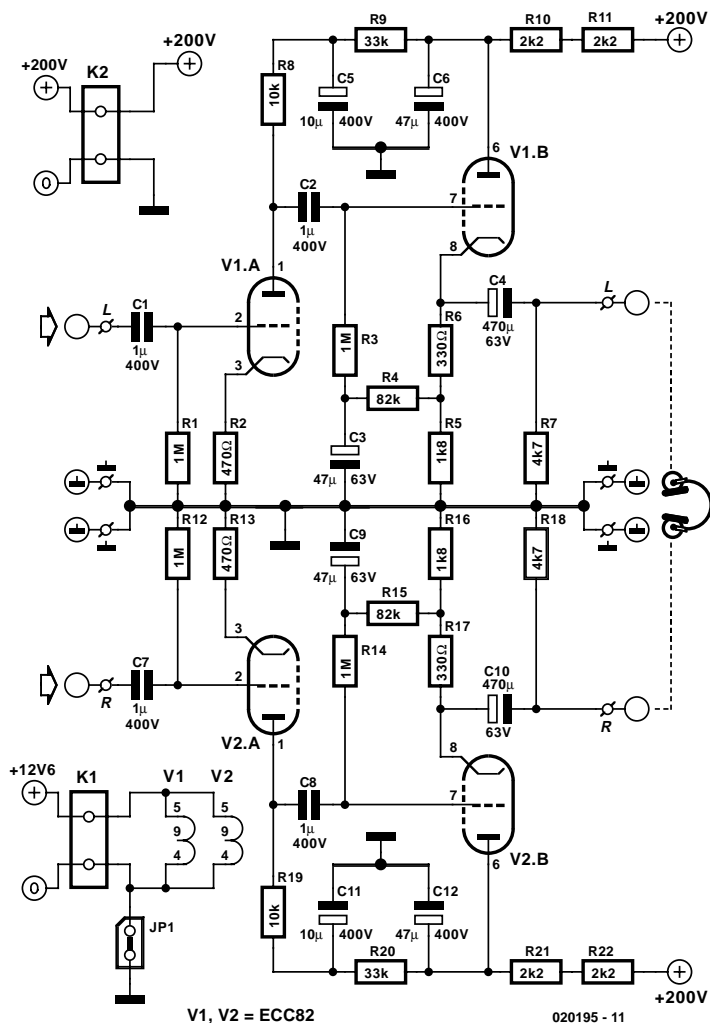 R9
33k
R10
2k2
R11
2k2
+200V
K2
+200V
+200V
0
R8
10k
C5
10µ
400V
C6
47µ
400V
V1.B
6
7
8
C2
1µ
400V
V1.A
1
2
3
L
C1
1µ
400V
R3
1M
R4
82k
R6
330Ω
C4
470µ
63V
L
R1
1M
R2
470Ω
C3
47µ
63V
R5
1k8
R7
4k7
R12
1M
R13
470Ω
C9
47µ
63V
R16
1k8
R18
4k7
R15
82k
R14
1M
R17
330Ω
C10
470µ
63V
R
R
C7
1µ
400V
3
2
V2.A
1
C8
1µ
400V
8
7
V2.B
6
+12V6
K1
0
V1
V2
5
9
4
5
9
4
JP1
R19
10k
C11
10µ
400V
C12
47µ
400V
R20
33k
R21
2k2
R22
2k2
+200V
V1, V2 = ECC82
020195 - 11